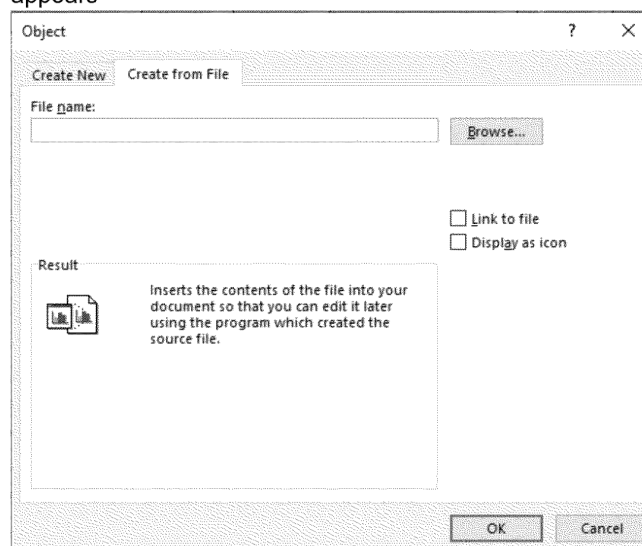 appears
Object ? ✕
Create New Create from File
File name:
Browse...
Link to file
Display as icon
Result
Inserts the contents of the file into your
document so that you can edit it later
using the program which created the
source file.
OK Cancel